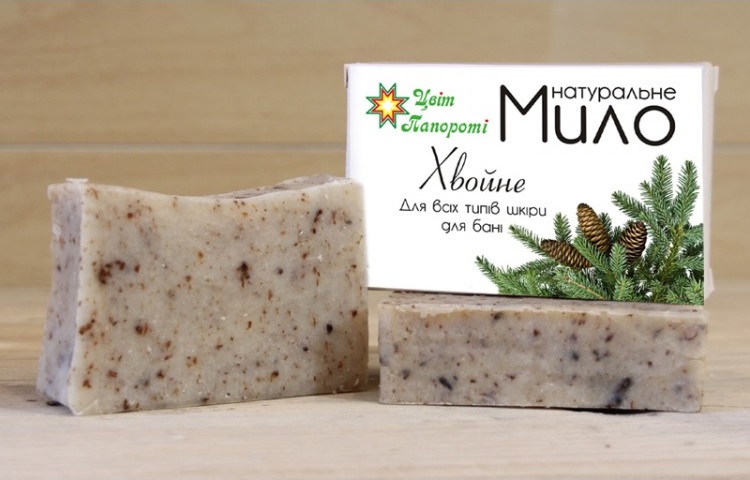 Цвіт
Папороті
натуральне
Мило
Хвойне
Для всіх типів шкіри
для бані